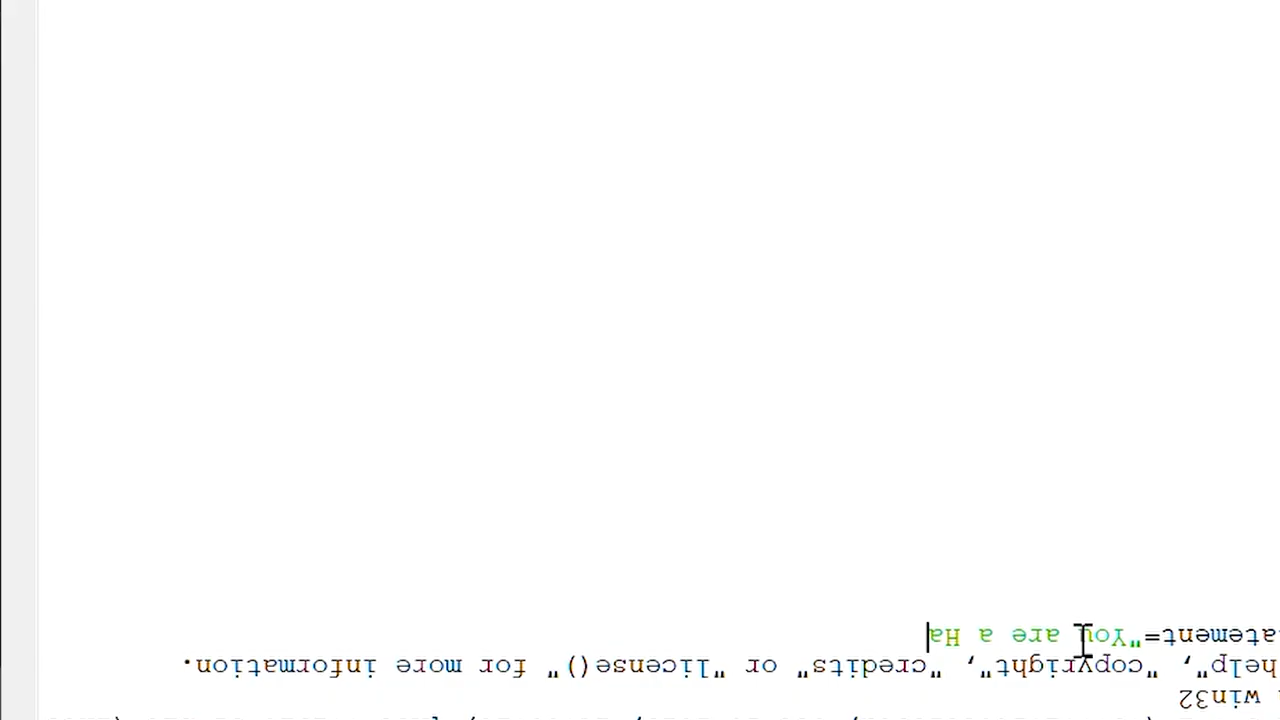 win32
help", "copyright", "credits" or "license()" for more information.
atement="You are a Ha